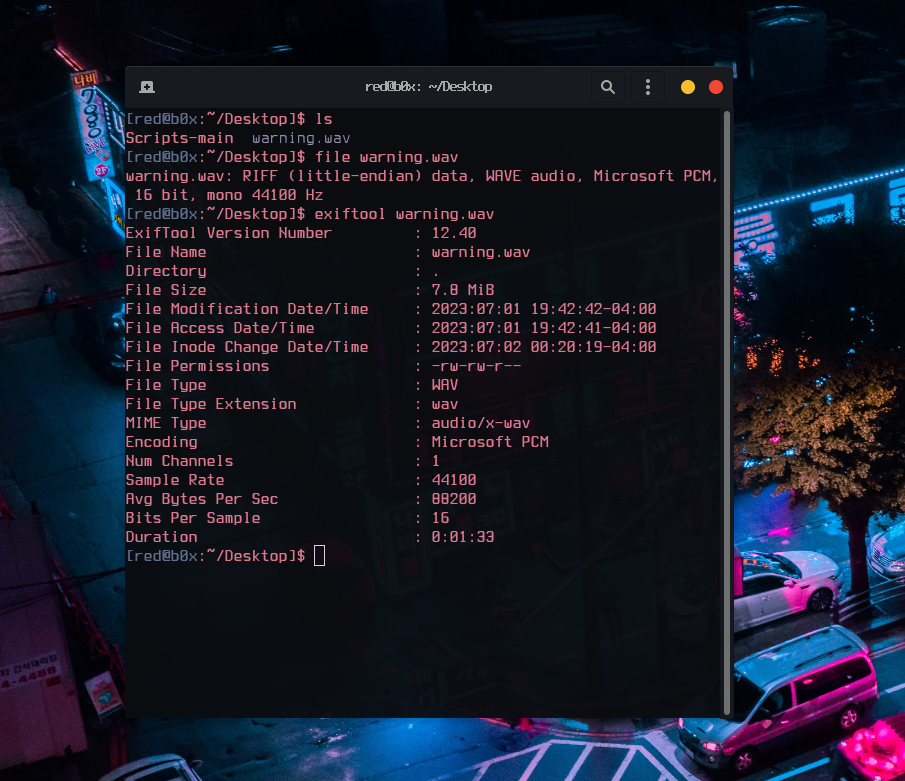 red@b0x: ~/Desktop
[red@b0x:~/Desktop]$ ls
Scripts-main  warning.wav
[red@b0x:~/Desktop]$ file warning.wav
warning.wav: RIFF (little-endian) data, WAVE audio, Microsoft PCM,
 16 bit, mono 44100 Hz
[red@b0x:~/Desktop]$ exiftool warning.wav
ExifTool Version Number         : 12.40
File Name                       : warning.wav
Directory                       : .
File Size                       : 7.8 MiB
File Modification Date/Time     : 2023:07:01 19:42:42-04:00
File Access Date/Time           : 2023:07:01 19:42:41-04:00
File Inode Change Date/Time     : 2023:07:02 00:20:19-04:00
File Permissions                : -rw-rw-r--
File Type                       : WAV
File Type Extension             : wav
MIME Type                       : audio/x-wav
Encoding                        : Microsoft PCM
Num Channels                    : 1
Sample Rate                     : 44100
Avg Bytes Per Sec               : 88200
Bits Per Sample                 : 16
Duration                        : 0:01:33
[red@b0x:~/Desktop]$